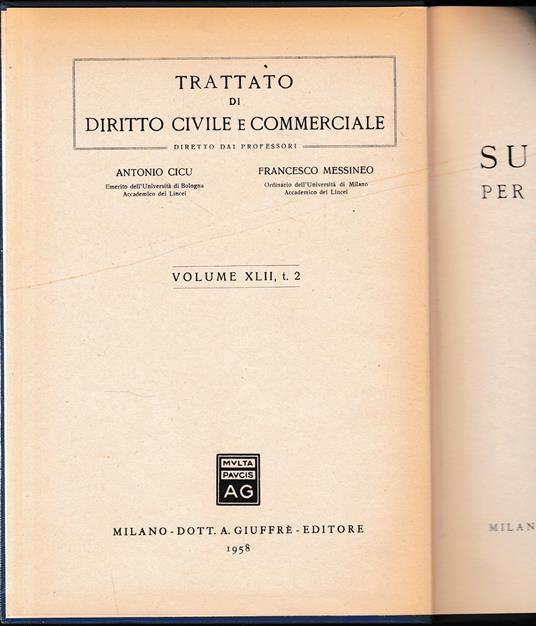 TRATTATO
DI
DIRITTO CIVILE E COMMERCIALE
DIRETTO DAI PROFESSORI
ANTONIO CICU
Emerito dell'Università di Bologna
Accademico dei Lincei
FRANCESCO MESSINEO
Ordinario dell'Università di Milano
Accademico dei Lincei
VOLUME XLII, t. 2
MVLTA
PAVCIS
AG
MILANO - DOTT. A. GIUFFRÈ - EDITORE
1958
SU
PER
MILAN